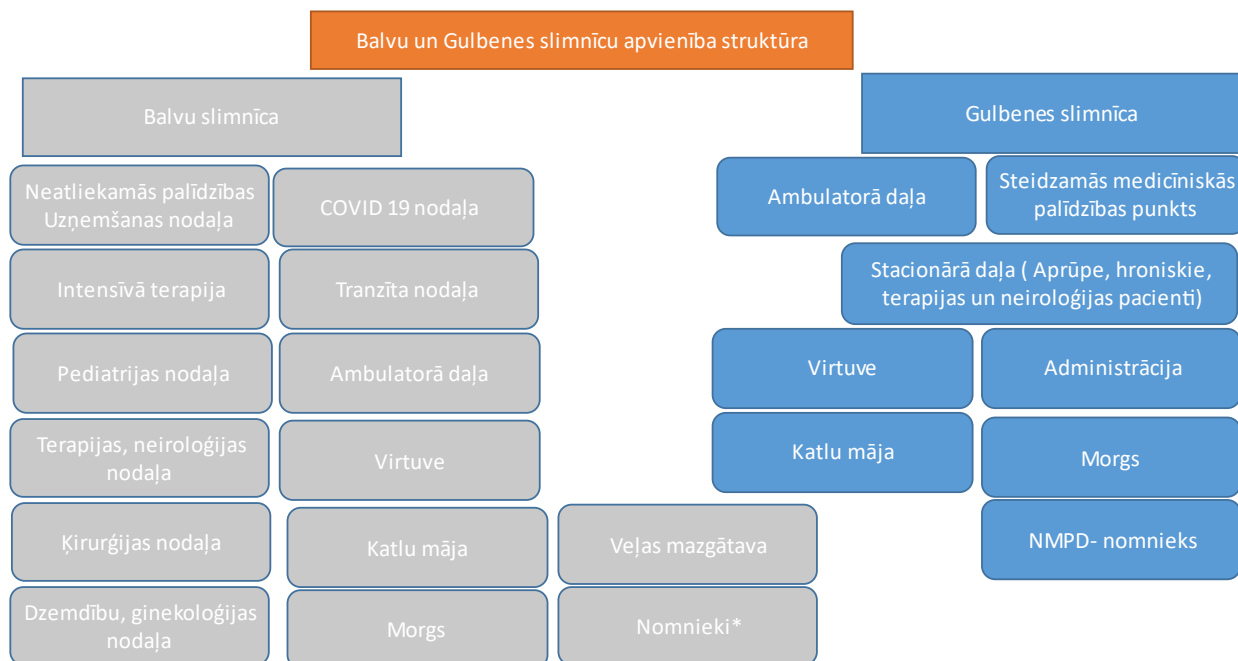 Balvu un Gulbenes slimnīcu apvienība struktūra
Balvu slimnīca
Gulbenes slimnīca
Neatliekamās palīdzības
Uzņemšanas nodaļa
COVID 19 nodaļa
Ambulatorā daļa
Steidzamās medicīniskās
palīdzības punkts
Intensīvā terapija
Tranzīta nodaļa
Stacionārā daļa ( Aprūpe, hroniskie,
terapijas un neiroloģijas pacienti)
Pediatrijas nodaļa
Ambulatorā daļa
Virtuve
Administrācija
Terapijas, neiroloģijas
nodaļa
Virtuve
Katlu māja
Morgs
Ķirurģijas nodaļa
Katlu māja
Veļas mazgātava
NMPD- nomnieks
Dzemdību, ginekoloģijas
nodaļa
Morgs
Nomnieki*